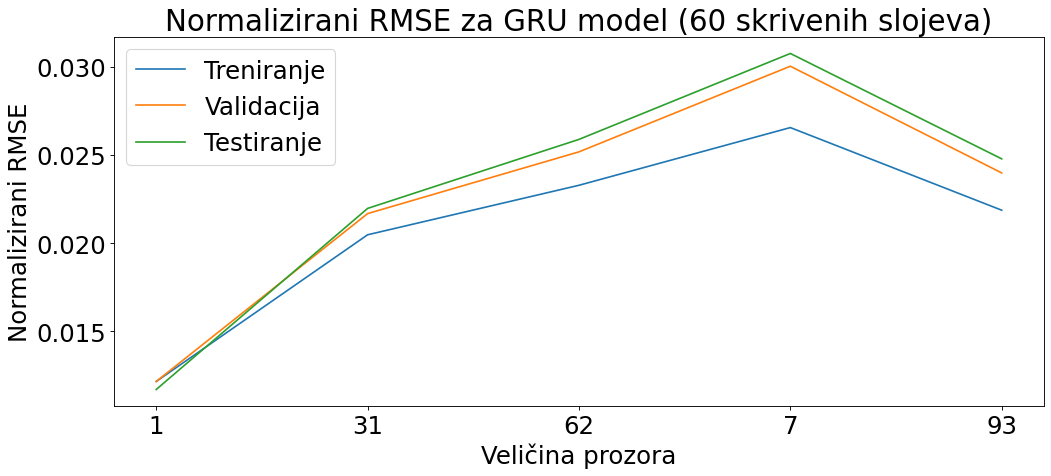 Normalizirani RMSE za GRU model (60 skrivenih slojeva)
Treniranje
Validacija
Testiranje
Normalizirani RMSE
0.030
0.025
0.020
0.015
1 31 62 7 93
Veličina prozora